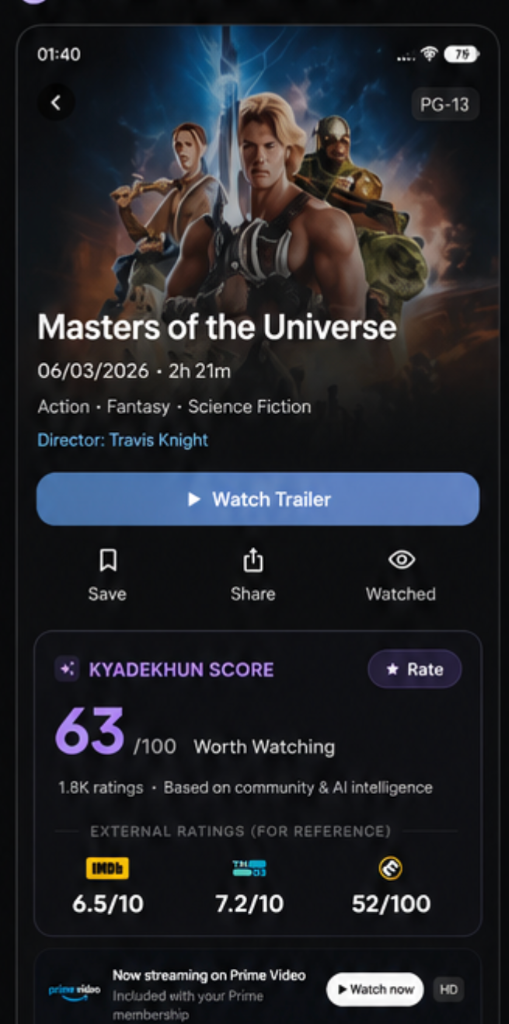 01:40
PG-13
Masters of the Universe
06/03/2026 • 2h 21m
Action • Fantasy • Science Fiction
Director: Travis Knight
Watch Trailer
Save Share Watched
KYADEKHUN SCORE
Rate
63 /100 Worth Watching
1.8K ratings • Based on community & AI intelligence
EXTERNAL RATINGS (FOR REFERENCE)
IMDb
6.5/10 7.2/10 52/100
prime video
Now streaming on Prime Video
Included with your Prime
membership
Watch now
HD